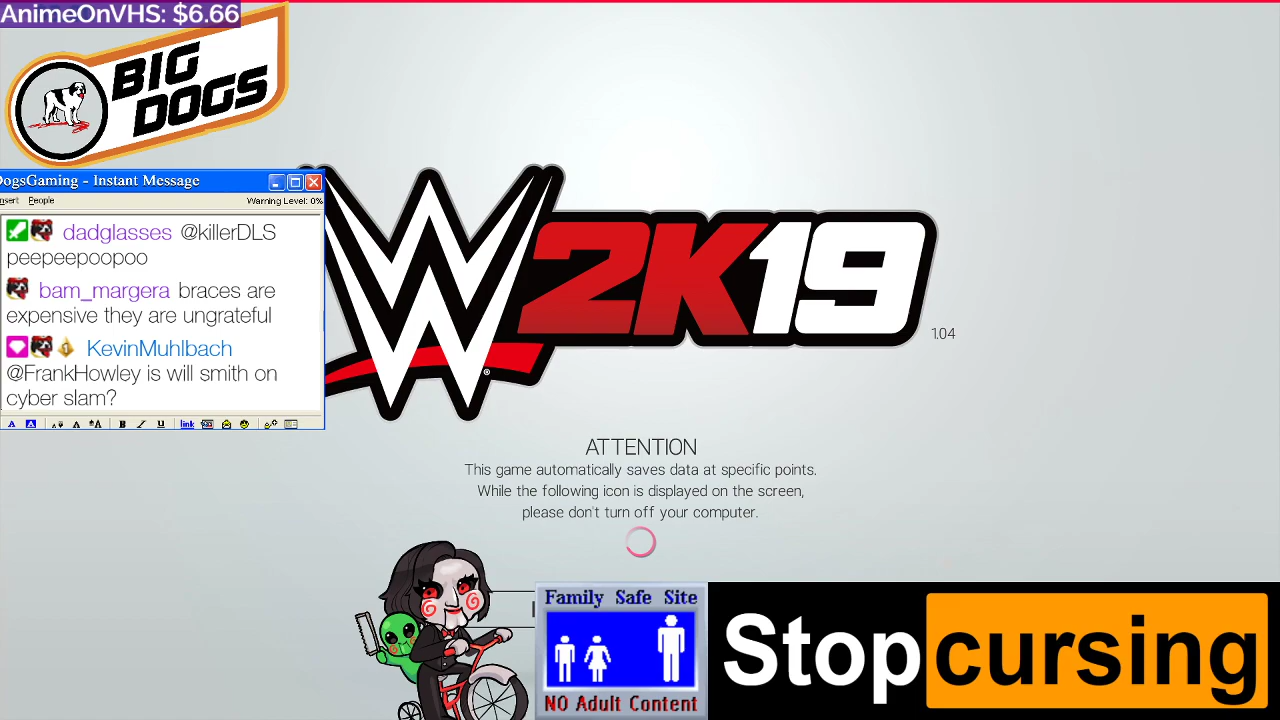 AnimeOnVHS: $6.66
BIG
DOGS
DogsGaming - Instant Message
nsert People Warning Level: 0%
dadglasses @killerDLS
peepeepoopoo
bam_margera braces are
expensive they are ungrateful
KevinMuhlbach
@FrankHowley is will smith on
cyber slam?
A A A A A B I U link
W 2K19
1.04
ATTENTION
This game automatically saves data at specific points.
While the following icon is displayed on the screen,
please don't turn off your computer.
Family Safe Site
NO Adult Content
Stop cursing